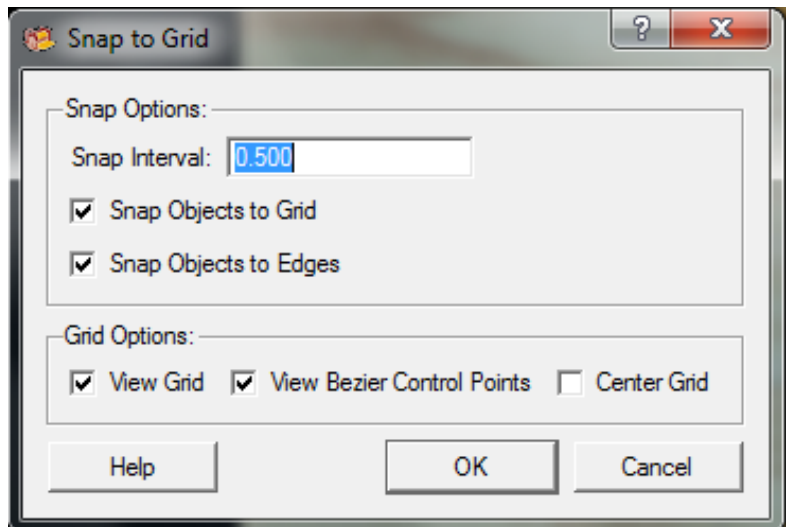 Snap to Grid
Snap Options:
Snap Interval: 0.500
Snap Objects to Grid
Snap Objects to Edges
Grid Options:
View Grid View Bezier Control Points Center Grid
Help OK Cancel